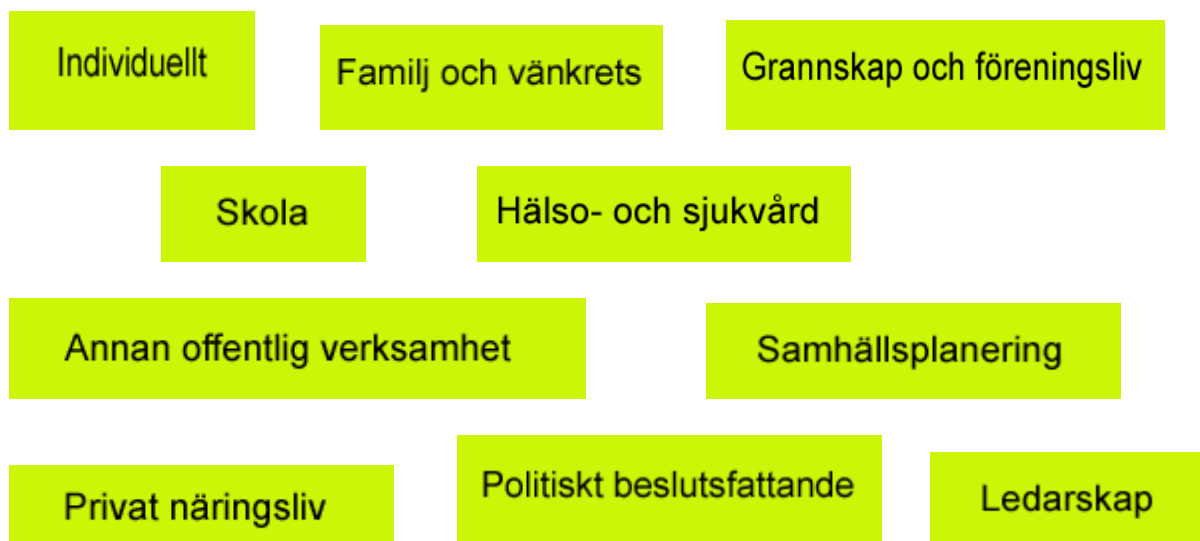 Individuellt
Familj och vänkrets
Grannskap och föreningsliv
Skola
Hälso- och sjukvård
Annan offentlig verksamhet
Samhällsplanering
Privat näringsliv
Politiskt beslutsfattande
Ledarskap